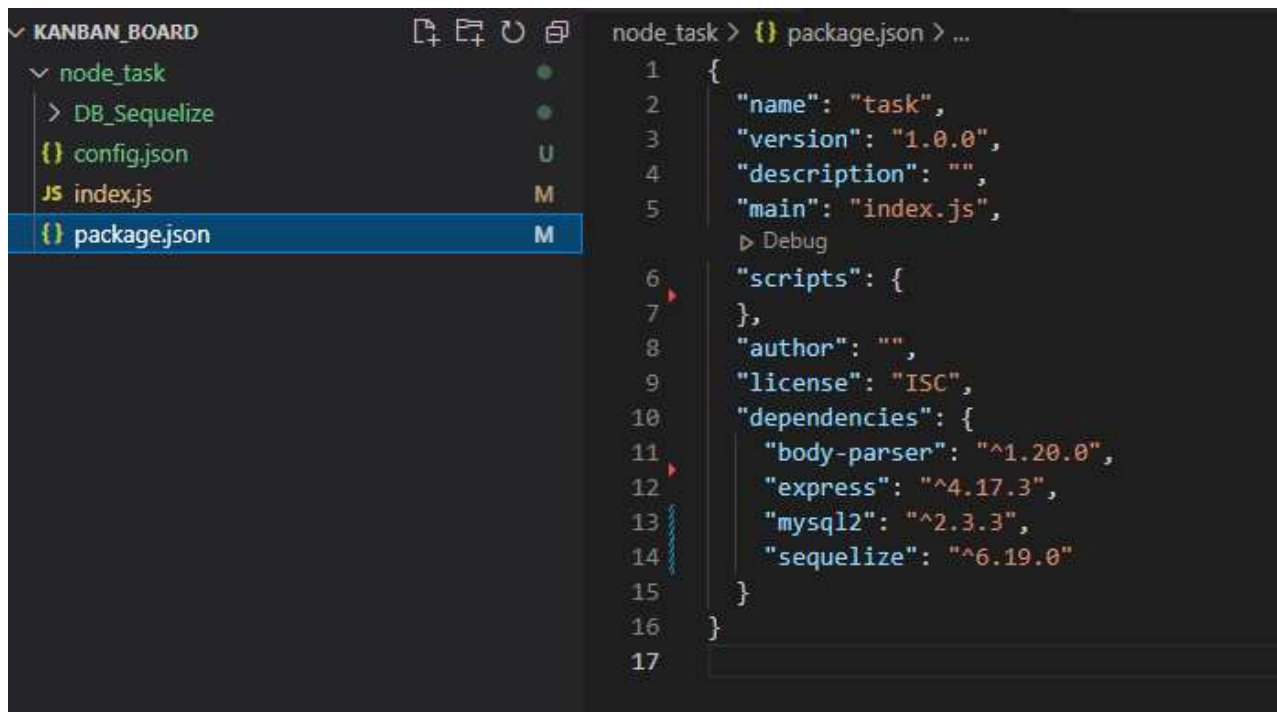 KANBAN_BOARD
node_task
DB_Sequelize
{} config.json U
JS index.js M
{} package.json M
node_task > {} package.json > ...
1 {
2 "name": "task",
3 "version": "1.0.0",
4 "description": "",
5 "main": "index.js",
Debug
6 "scripts": {
7 },
8 "author": "",
9 "license": "ISC",
10 "dependencies": {
11 "body-parser": "^1.20.0",
12 "express": "^4.17.3",
13 "mysql2": "^2.3.3",
14 "sequelize": "^6.19.0"
15 }
16 }
17